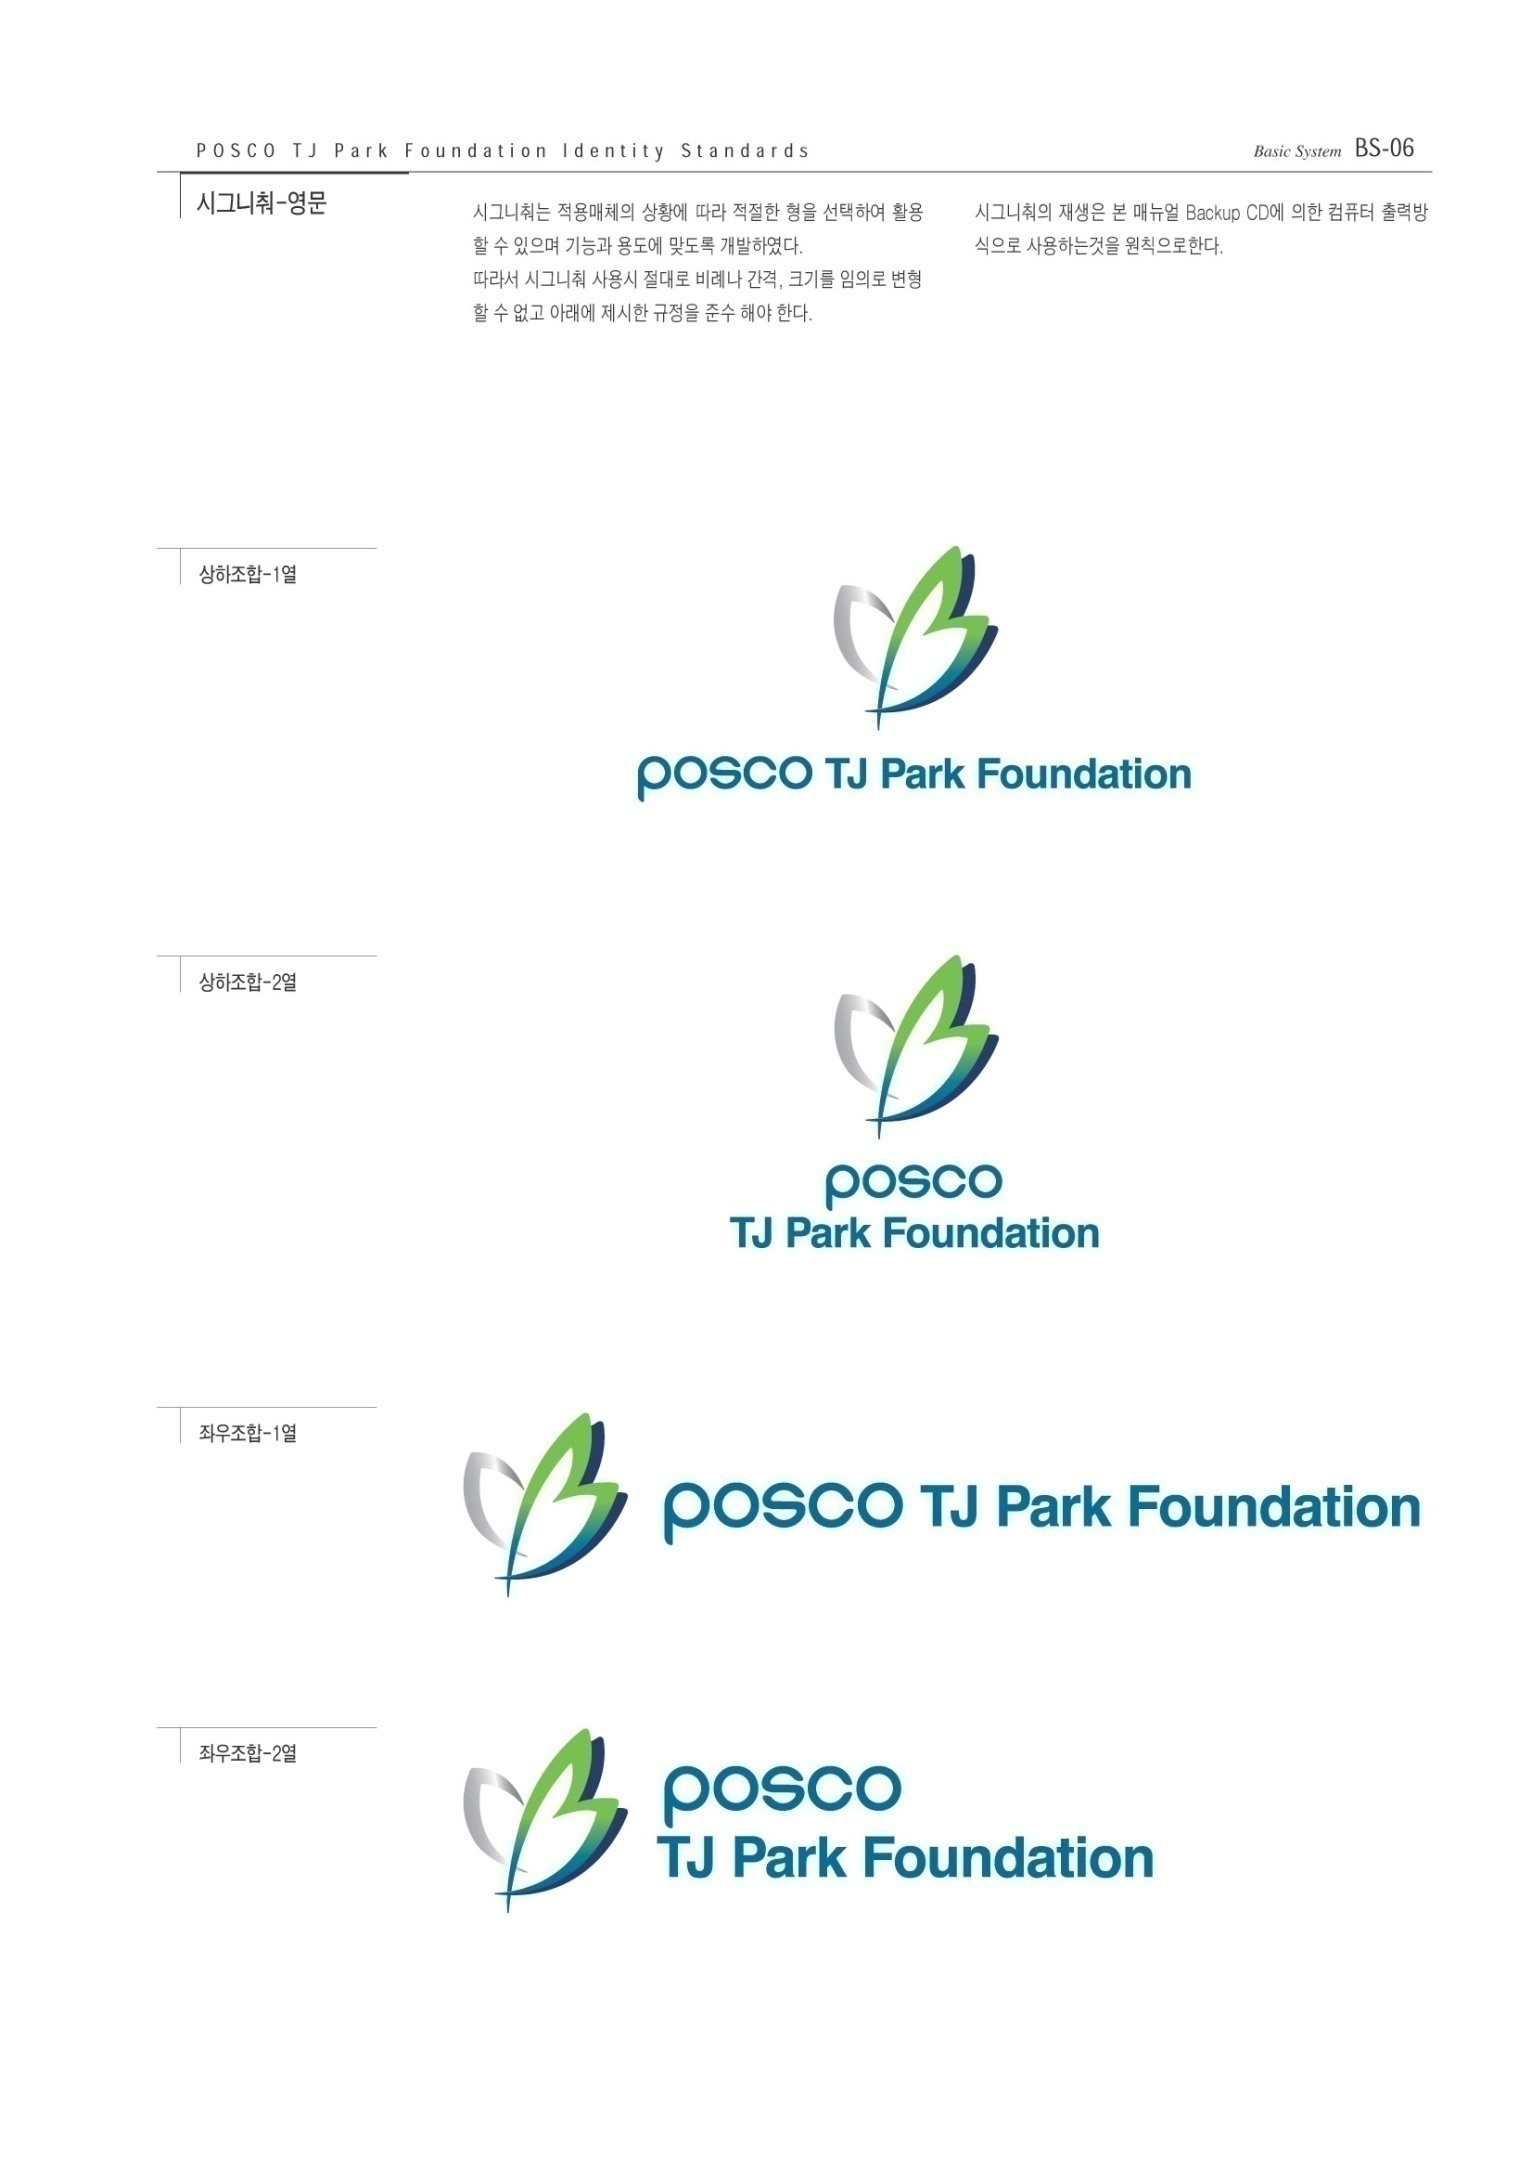 POSCO TJ Park Foundation Identity Standards
Basic System BS-06
시그니춰-영문
시그니춰는 적용매체의 상황에 따라 적절한 형을 선택하여 활용
할 수 있으며 기능과 용도에 맞도록 개발하였다.
따라서 시그니춰 사용시 절대로 비례나 간격, 크기를 임의로 변형
할 수 없고 아래에 제시한 규정을 준수 해야 한다.
시그니춰의 재생은 본 매뉴얼 Backup CD에 의한 컴퓨터 출력방
식으로 사용하는것을 원칙으로한다.
상하조합-1열
posco TJ Park Foundation
상하조합-2열
posco
TJ Park Foundation
좌우조합-1열
posco TJ Park Foundation
좌우조합-2열
posco
TJ Park Foundation